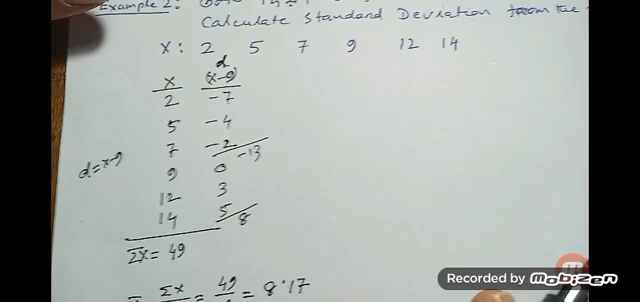 Example 2:
Calculate Standard Deviation from the
X: 2 5 7 9 12 14
d
X (x-9)
2 -7
5 -4
7 -2 -13
d=x-9
9 0
12 3
14 5 8
ΣX = 49
ΣX = 49 = 8.17
Recorded by Mobizen